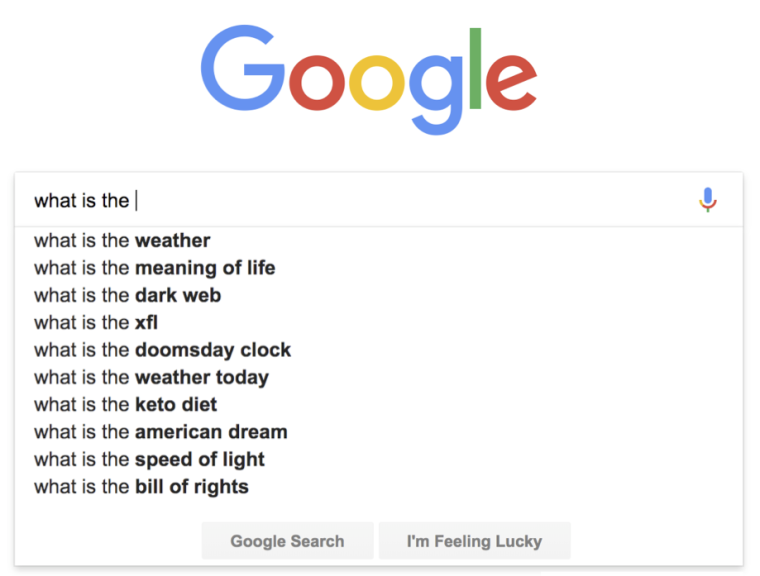 Google
what is the
what is the weather
what is the meaning of life
what is the dark web
what is the xfl
what is the doomsday clock
what is the weather today
what is the keto diet
what is the american dream
what is the speed of light
what is the bill of rights
Google Search I'm Feeling Lucky